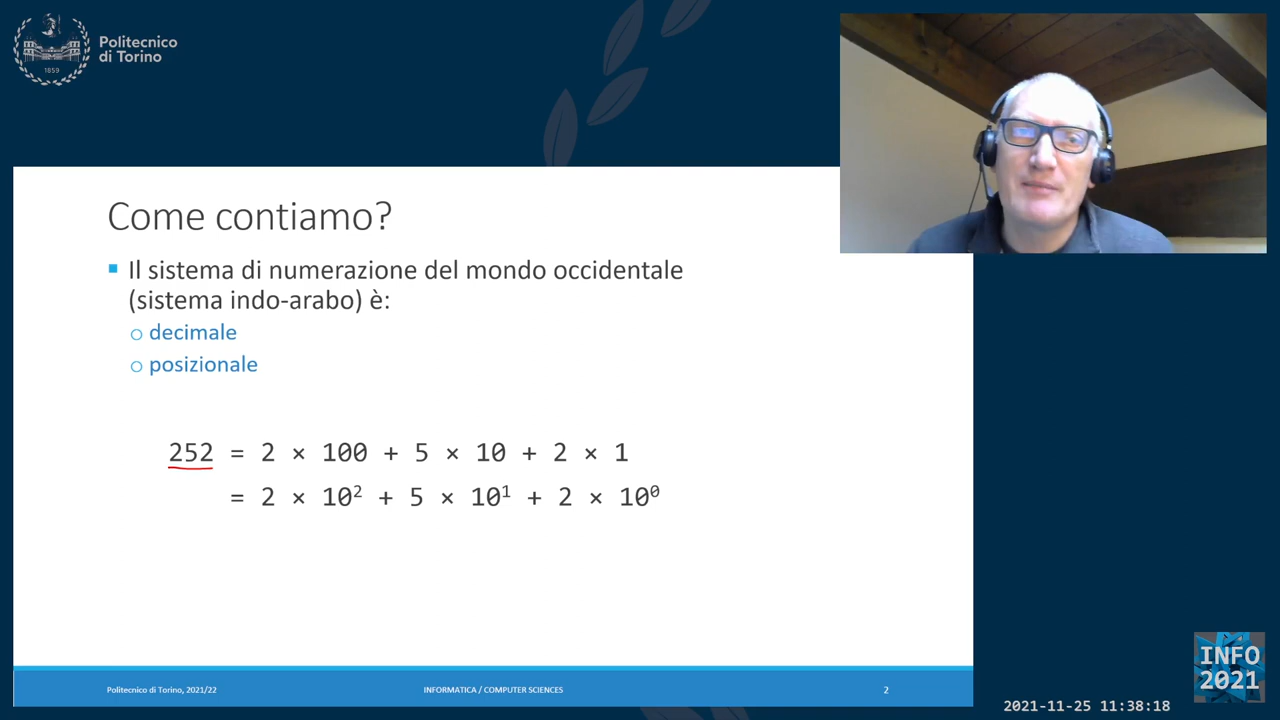 Politecnico
di Torino
1859
Come contiamo?
Il sistema di numerazione del mondo occidentale
(sistema indo-arabo) è:
decimale
posizionale
252 = 2 × 100 + 5 × 10 + 2 × 1
= 2 × 10² + 5 × 10¹ + 2 × 10⁰
Politecnico di Torino, 2021/22
INFORMATICA / COMPUTER SCIENCES
2
INFO
2021
2021-11-25 11:38:18